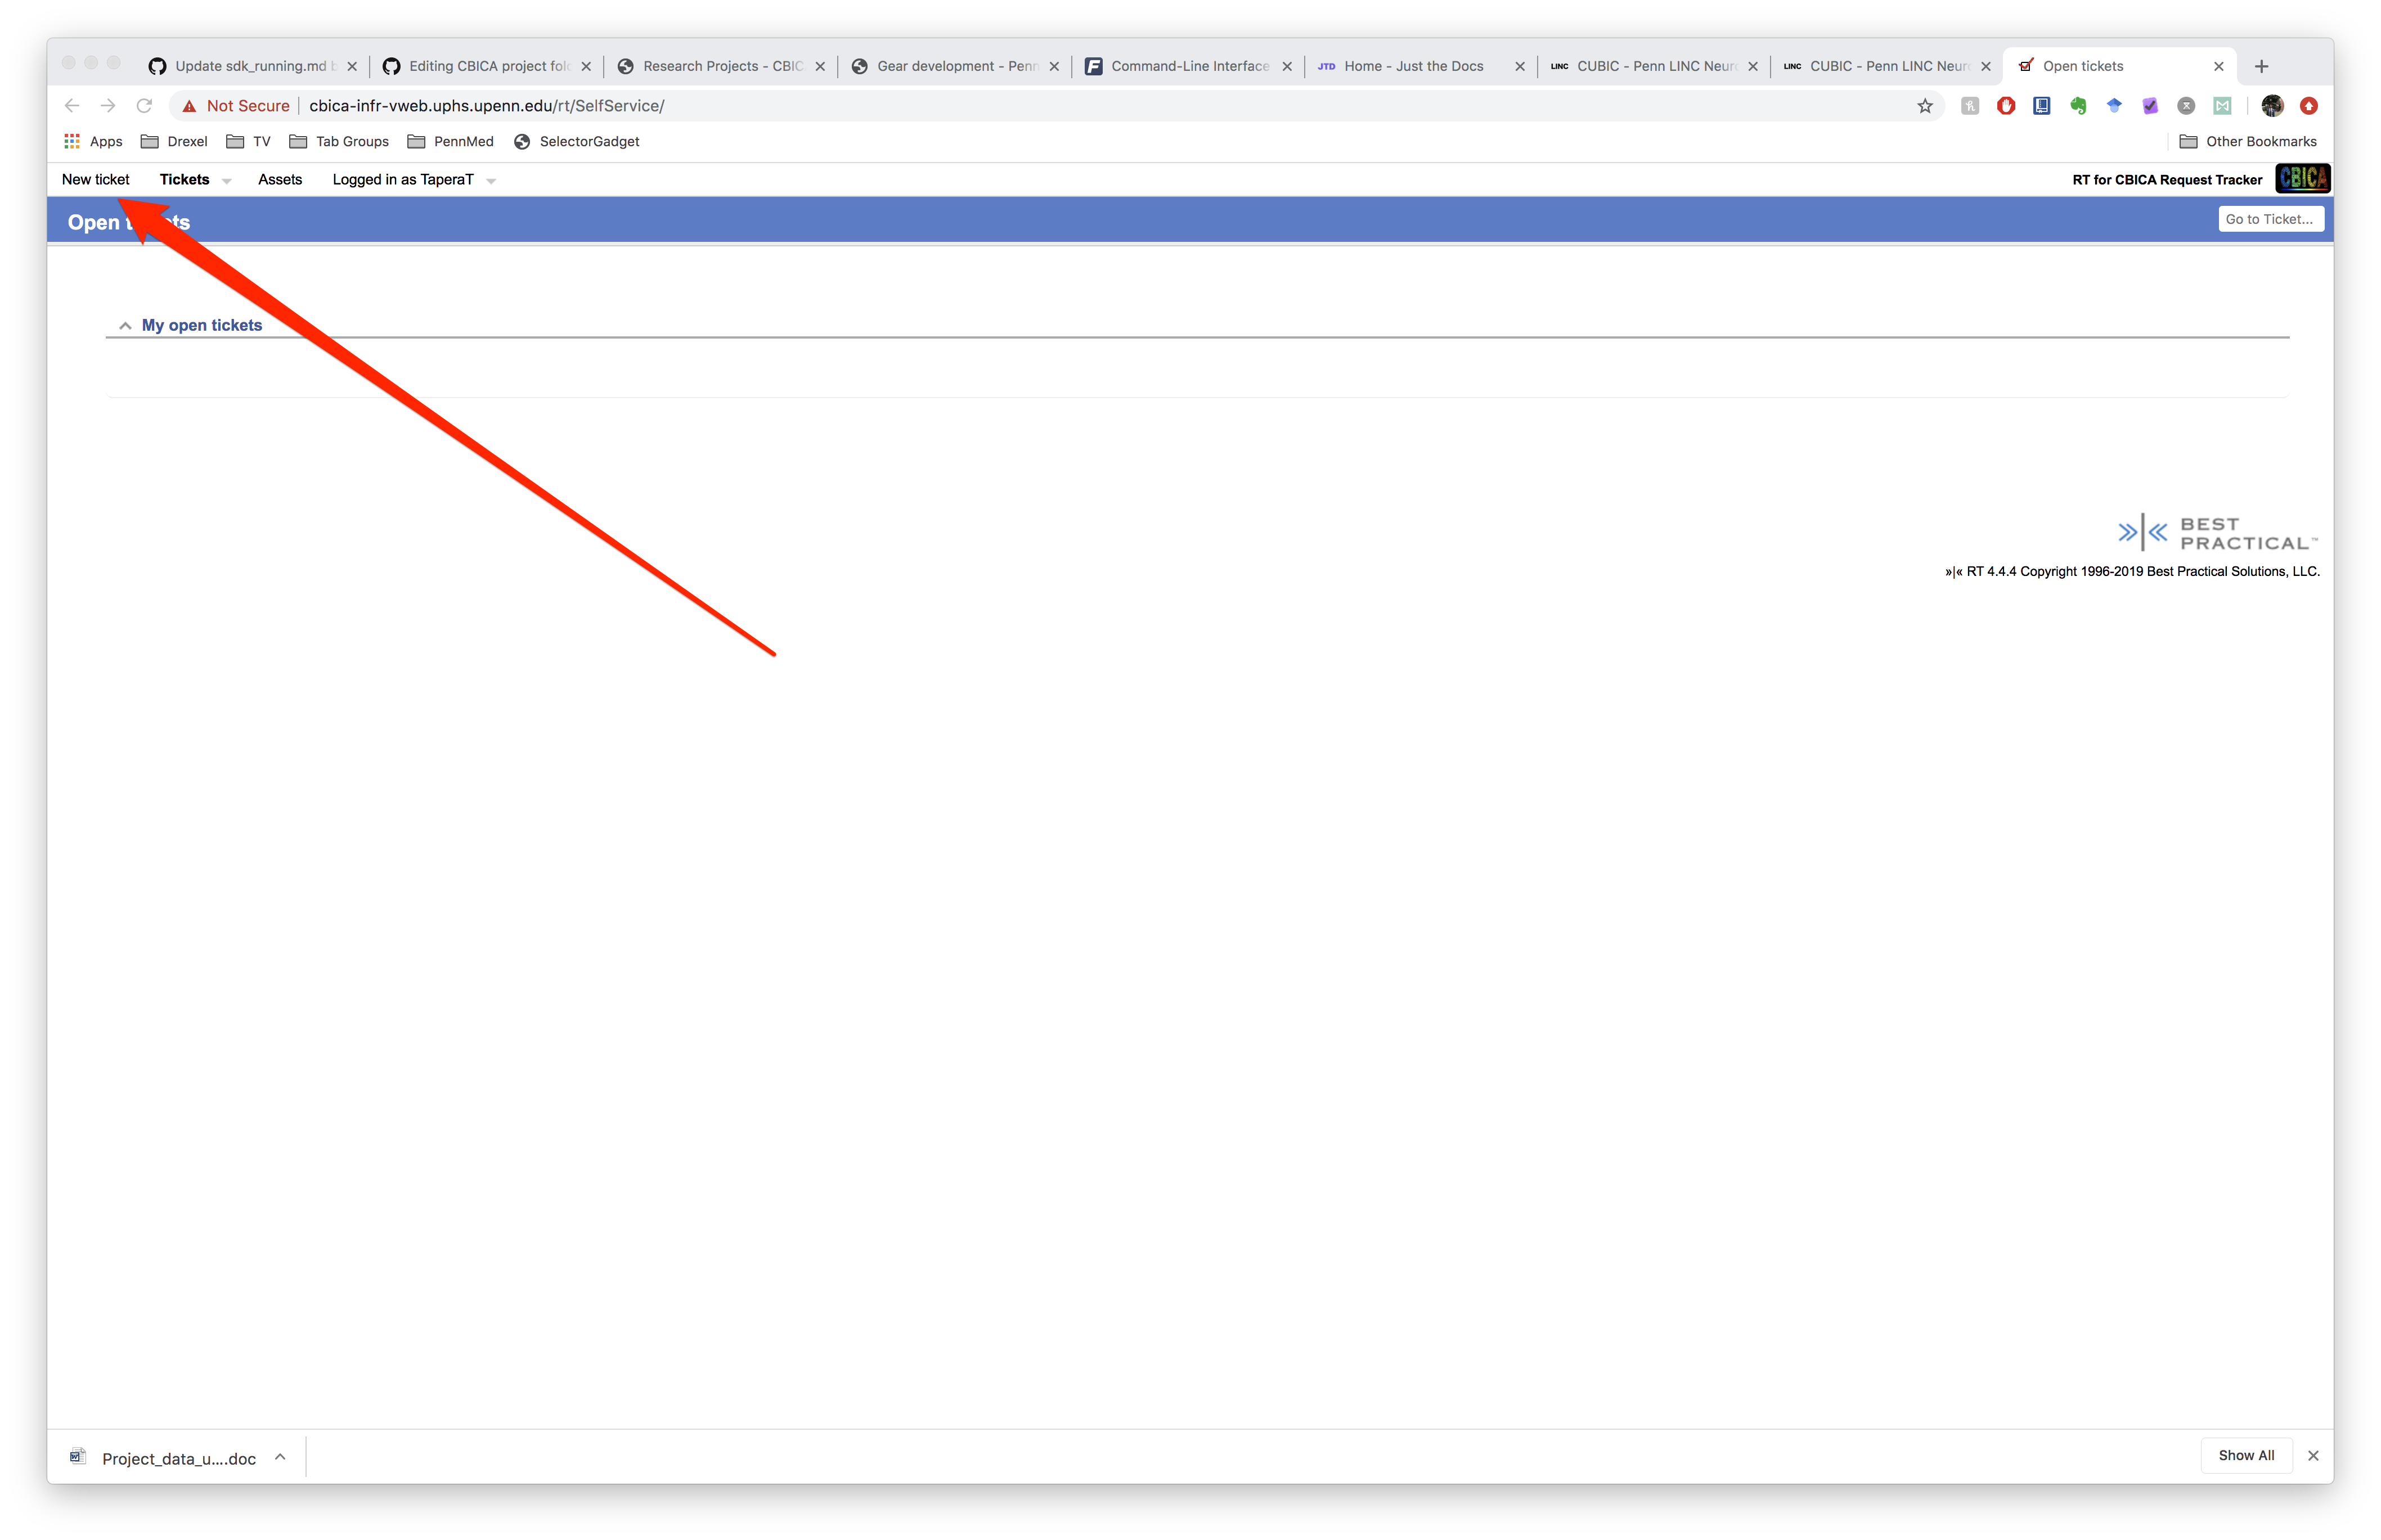 Update sdk_running.md b
Editing CBICA project fol
Research Projects - CBIC
Gear development - Penn
F Command-Line Interface
JTD Home - Just the Docs
LINC CUBIC - Penn LINC Neuro
LINC CUBIC - Penn LINC Neuro
Open tickets
Not Secure cbica-infr-vweb.uphs.upenn.edu/rt/SelfService/
Apps Drexel TV Tab Groups PennMed SelectorGadget Other Bookmarks
New ticket Tickets Assets Logged in as TaperaT RT for CBICA Request Tracker CBICA
Open tickets Go to Ticket...
My open tickets
»|« BEST
PRACTICAL™
»|« RT 4.4.4 Copyright 1996-2019 Best Practical Solutions, LLC.
Project_data_u....doc Show All